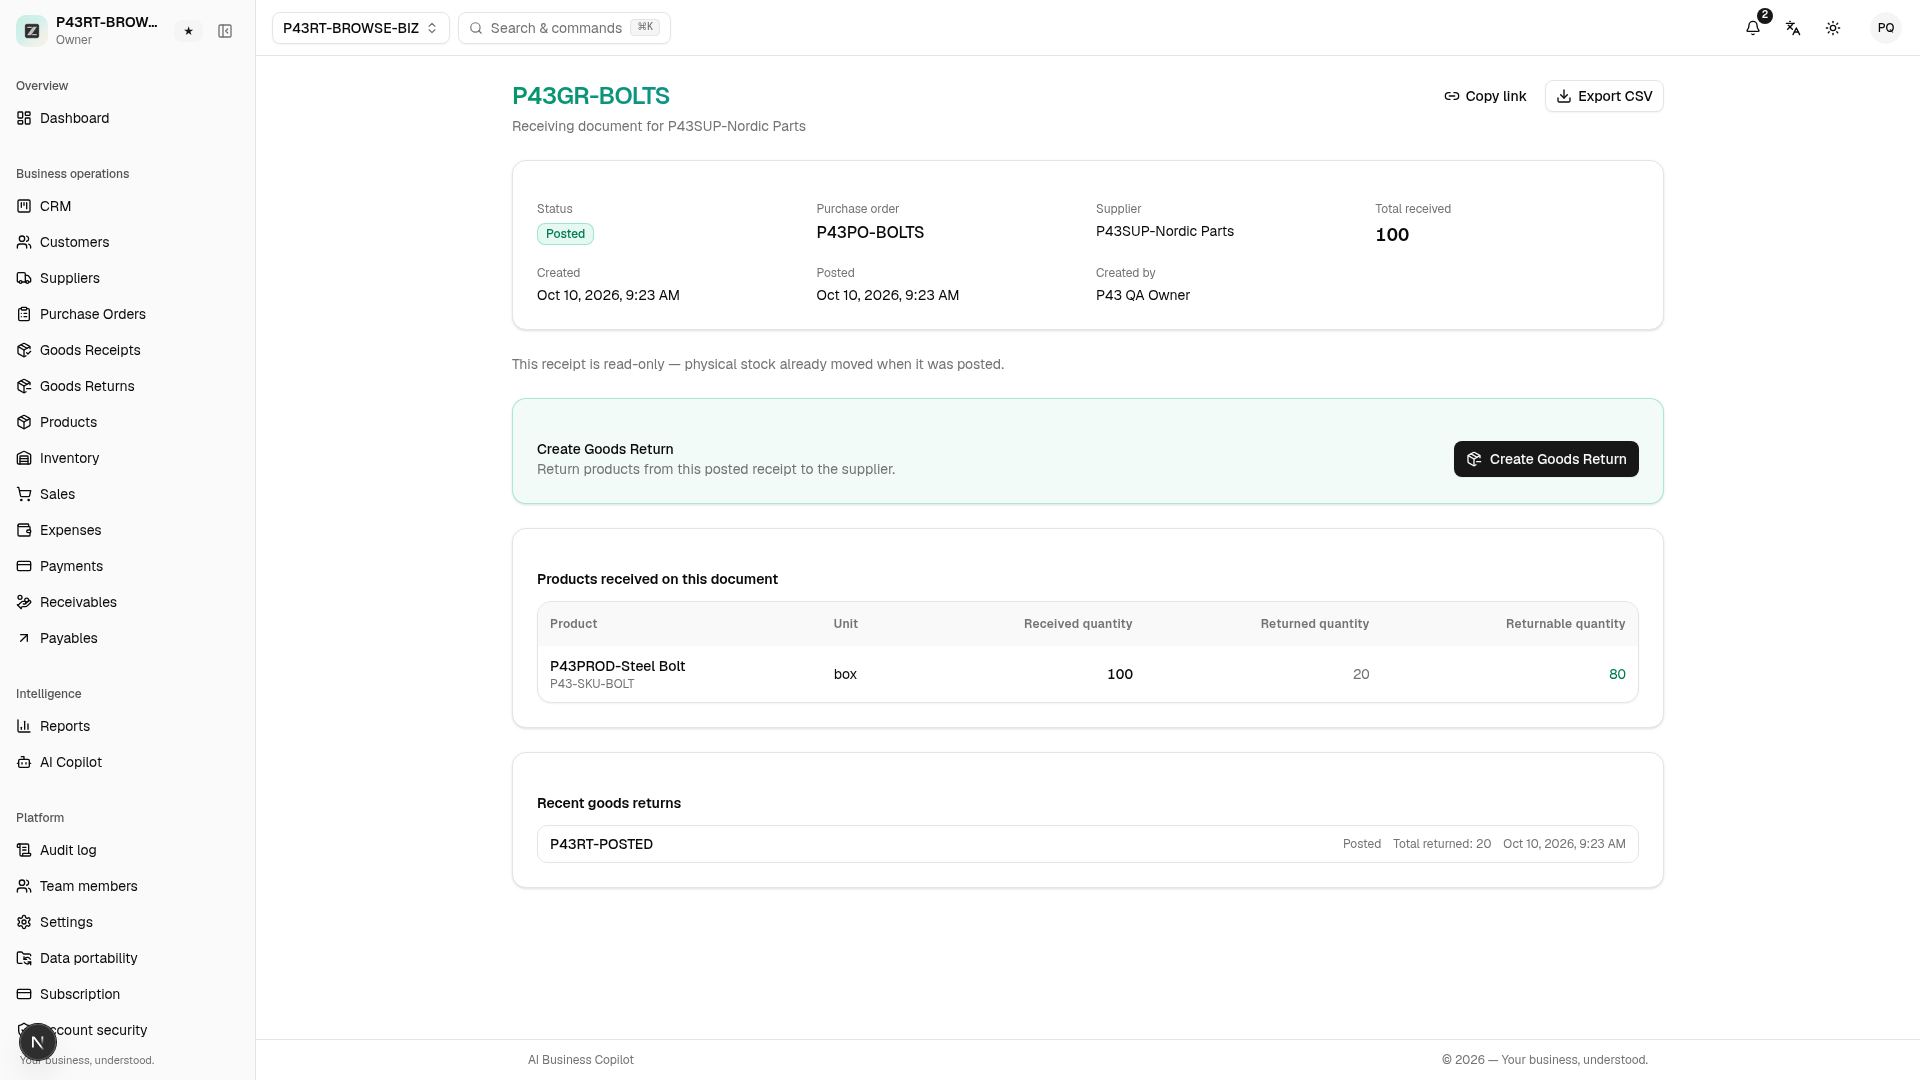 P43RT-BROW...
Owner
★
P43RT-BROWSE-BIZ
Search & commands
⌘K
2
PQ
Overview
Dashboard
Business operations
CRM
Customers
Suppliers
Purchase Orders
Goods Receipts
Goods Returns
Products
Inventory
Sales
Expenses
Payments
Receivables
Payables
Intelligence
Reports
AI Copilot
Platform
Audit log
Team members
Settings
Data portability
Subscription
ccount security
N
Your business, understood.
P43GR-BOLTS
Receiving document for P43SUP-Nordic Parts
Copy link
Export CSV
Status
Posted
Purchase order
P43PO-BOLTS
Supplier
P43SUP-Nordic Parts
Total received
100
Created
Oct 10, 2026, 9:23 AM
Posted
Oct 10, 2026, 9:23 AM
Created by
P43 QA Owner
This receipt is read-only — physical stock already moved when it was posted.
Create Goods Return
Return products from this posted receipt to the supplier.
Create Goods Return
Products received on this document
Product Unit Received quantity Returned quantity Returnable quantity
P43PROD-Steel Bolt box 100 20 80
P43-SKU-BOLT
Recent goods returns
P43RT-POSTED Posted Total returned: 20 Oct 10, 2026, 9:23 AM
AI Business Copilot
© 2026 — Your business, understood.